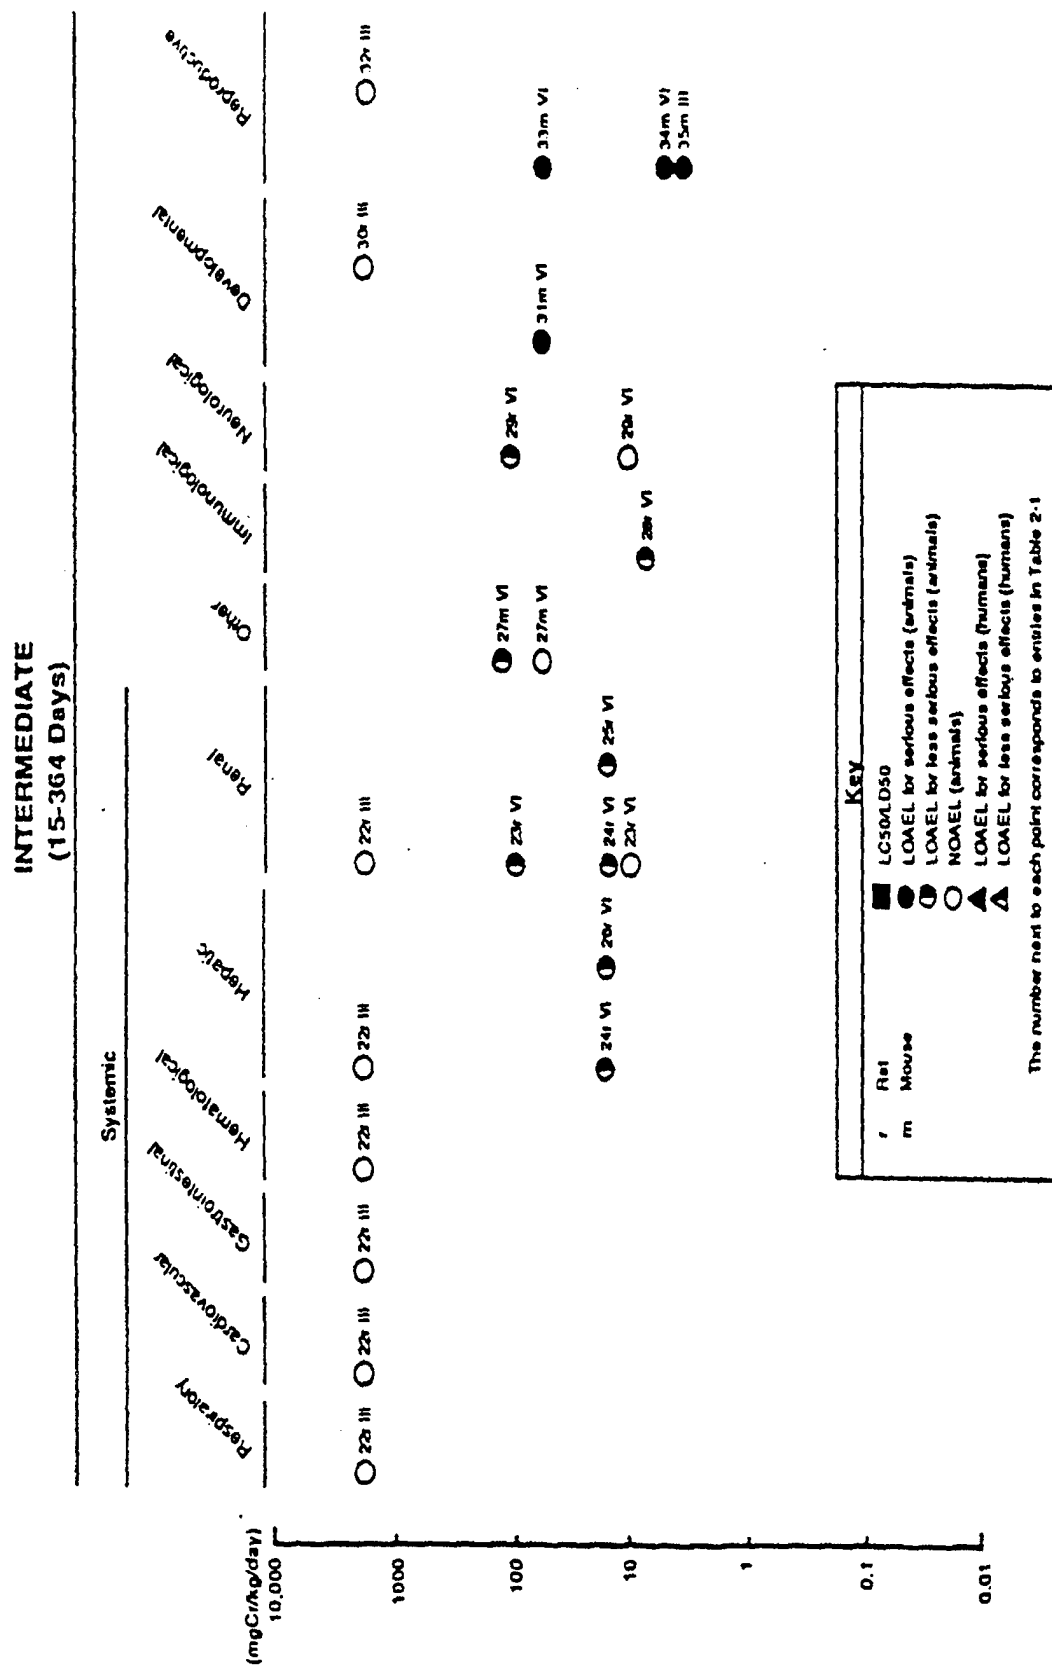 INTERMEDIATE
(15-364 Days)
Systemic
Respiratory
Cardiovascular
Gastrointestinal
Hematological
Hepatic
Renal
Other
Immunological
Neurological
Developmental
Reproductive
(mgCr/kg/day)
10,000
1000
100
10
1
0.1
0.01
22r III
22r III
22r III
22r III
22r III
22r III
30r III
32r III
23r VI
27m VI
29r VI
27m VI
31m VI
33m VI
24r VI
26r VI
24r VI
25r VI
23r VI
28r VI
29r VI
34m VI
35m III
Key
r Rat
m Mouse
LC50/LD50
LOAEL for serious effects (animals)
LOAEL for less serious effects (animals)
NOAEL (animals)
LOAEL for serious effects (humans)
LOAEL for less serious effects (humans)
The number next to each point corresponds to entries in Table 2-1